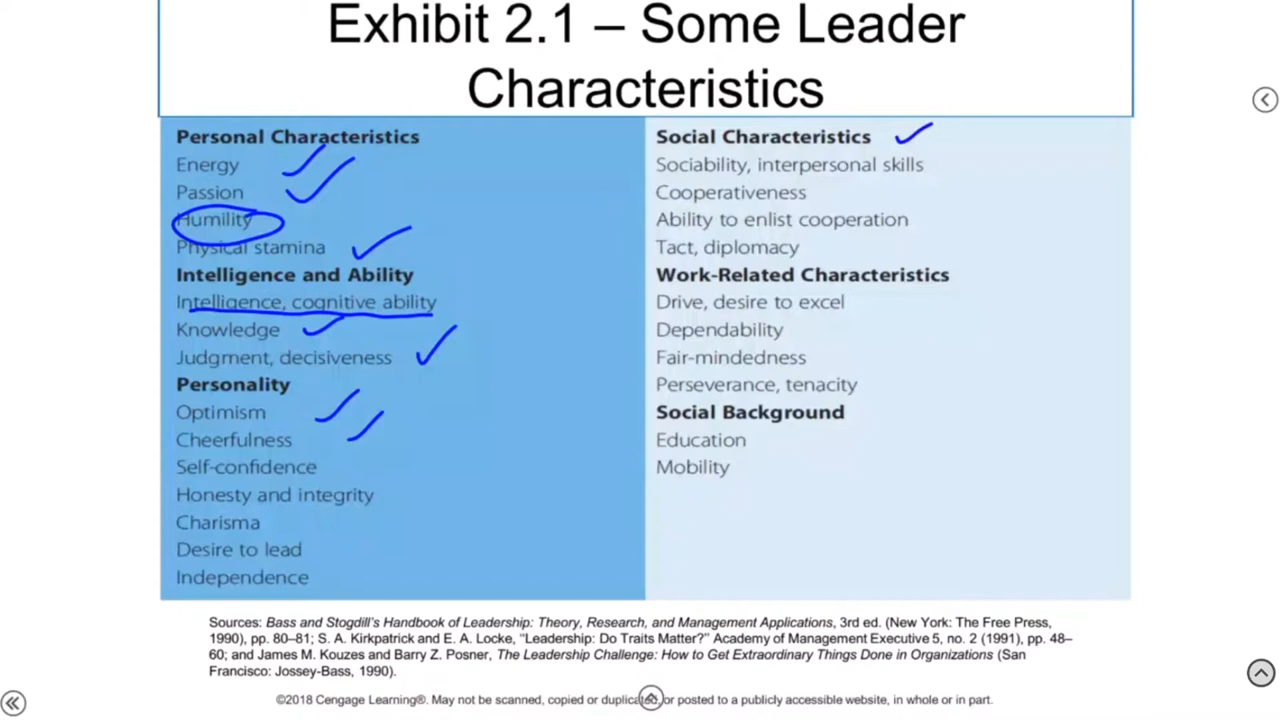 Exhibit 2.1 – Some Leader
Characteristics
Personal Characteristics
Energy
Passion
Humility
Physical stamina
Intelligence and Ability
Intelligence, cognitive ability
Knowledge
Judgment, decisiveness
Personality
Optimism
Cheerfulness
Self-confidence
Honesty and integrity
Charisma
Desire to lead
Independence
Social Characteristics
Sociability, interpersonal skills
Cooperativeness
Ability to enlist cooperation
Tact, diplomacy
Work-Related Characteristics
Drive, desire to excel
Dependability
Fair-mindedness
Perseverance, tenacity
Social Background
Education
Mobility
Sources: Bass and Stogdill's Handbook of Leadership: Theory, Research, and Management Applications, 3rd ed. (New York: The Free Press,
1990), pp. 80–81; S. A. Kirkpatrick and E. A. Locke, “Leadership: Do Traits Matter?” Academy of Management Executive 5, no. 2 (1991), pp. 48–
60; and James M. Kouzes and Barry Z. Posner, The Leadership Challenge: How to Get Extraordinary Things Done in Organizations (San
Francisco: Jossey-Bass, 1990).
©2018 Cengage Learning®. May not be scanned, copied or duplicated, or posted to a publicly accessible website, in whole or in part.